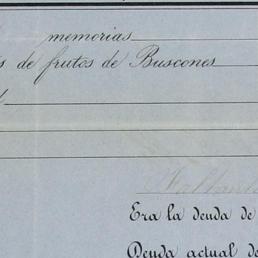 memorias
de frutos de Buscones
Era la deuda de
Deuda actual de